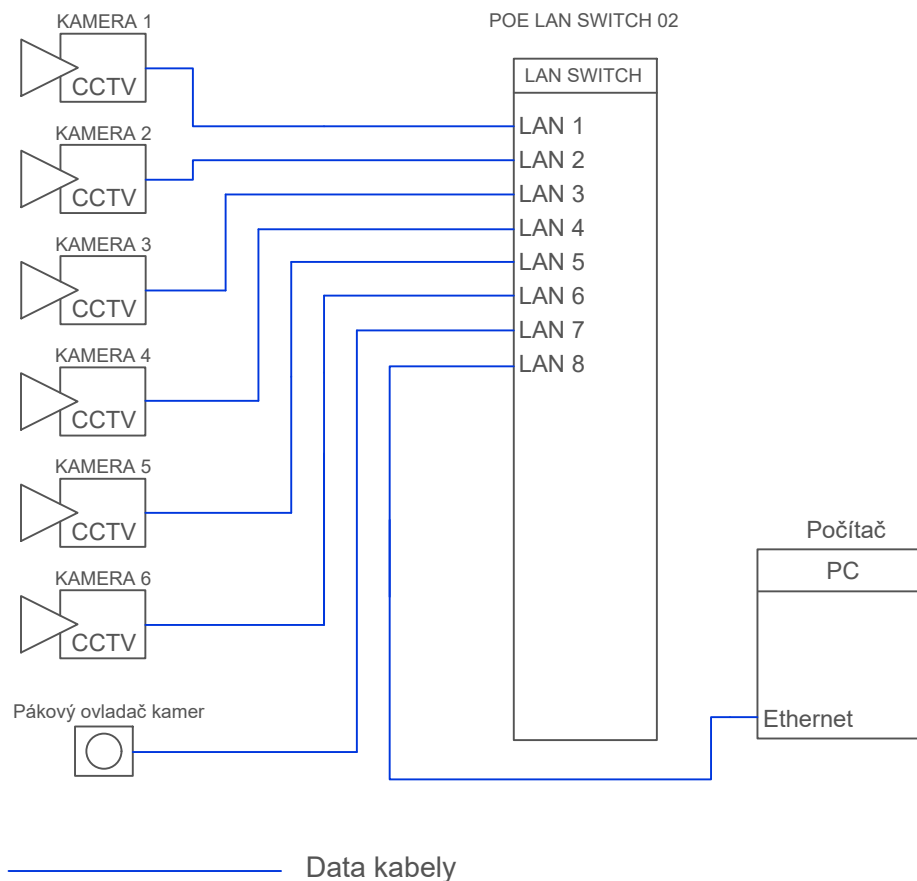 KAMERA 1
CCTV
KAMERA 2
CCTV
KAMERA 3
CCTV
KAMERA 4
CCTV
KAMERA 5
CCTV
KAMERA 6
CCTV
Pákový ovladač kamer
POE LAN SWITCH 02
LAN SWITCH
LAN 1
LAN 2
LAN 3
LAN 4
LAN 5
LAN 6
LAN 7
LAN 8
Počítač
PC
Ethernet
Data kabely